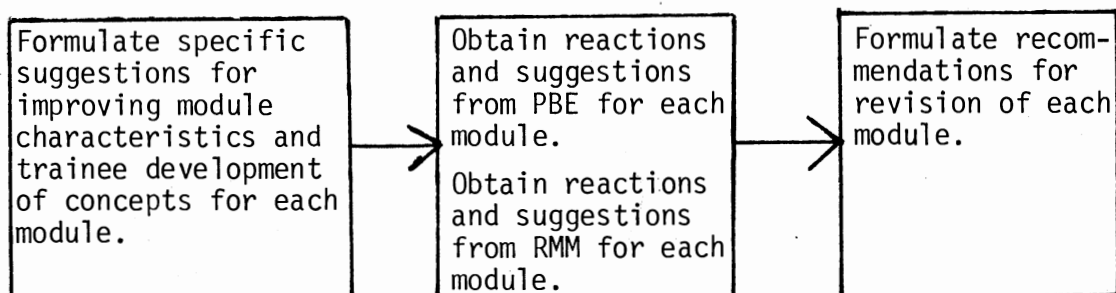 Formulate specific
suggestions for
improving module
characteristics and
trainee development
of concepts for each
module.
Obtain reactions
and suggestions
from PBE for each
module.
Obtain reactions
and suggestions
from RMM for each
module.
Formulate recom-
mendations for
revision of each
module.